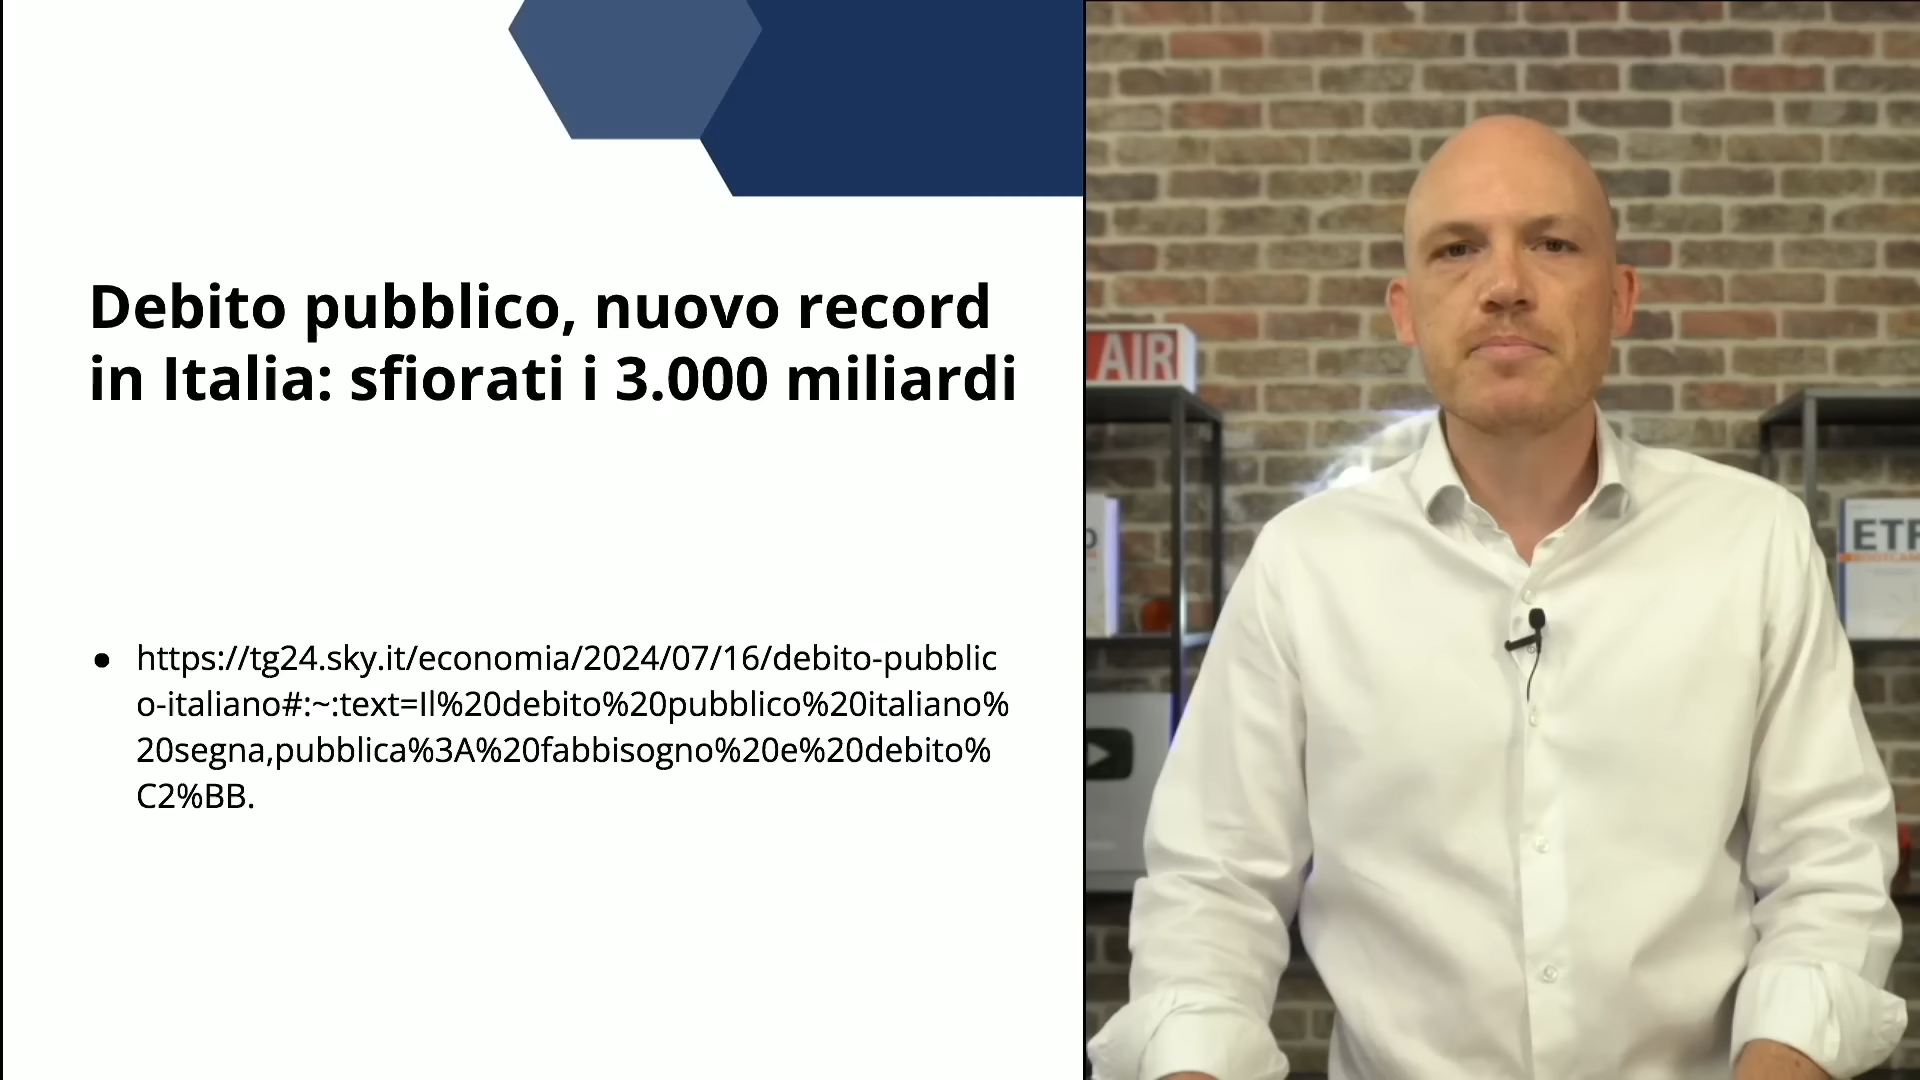 Debito pubblico, nuovo record
in Italia: sfiorati i 3.000 miliardi
● https://tg24.sky.it/economia/2024/07/16/debito-pubblic
o-italiano#:~:text=Il%20debito%20pubblico%20italiano%
20segna,pubblica%3A%20fabbisogno%20e%20debito%
C2%BB.
AIR
ETF